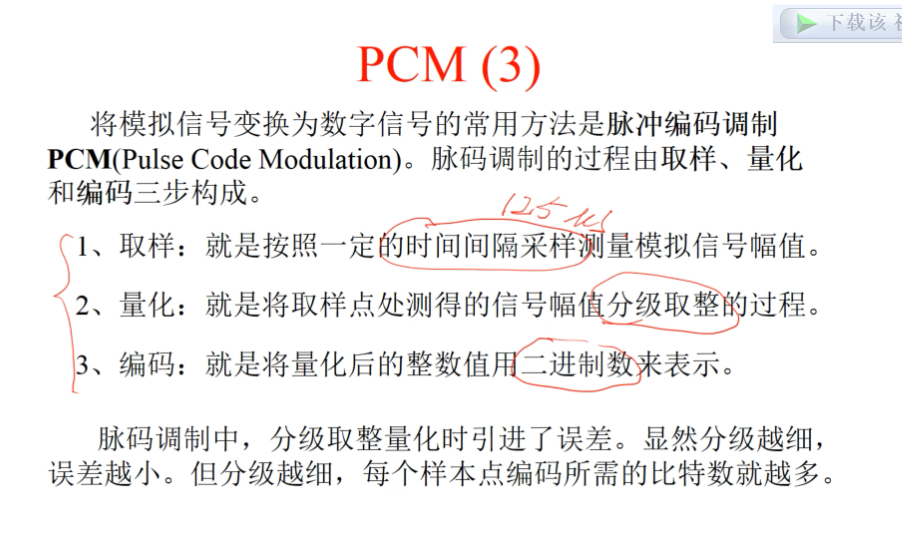 下载该
PCM (3)
将模拟信号变换为数字信号的常用方法是脉冲编码调制
PCM(Pulse Code Modulation)。脉码调制的过程由取样、量化
和编码三步构成。
125 us
1、取样：就是按照一定的时间间隔采样测量模拟信号幅值。
2、量化：就是将取样点处测得的信号幅值分级取整的过程。
3、编码：就是将量化后的整数值用二进制数来表示。
脉码调制中，分级取整量化时引进了误差。显然分级越细，
误差越小。但分级越细，每个样本点编码所需的比特数就越多。